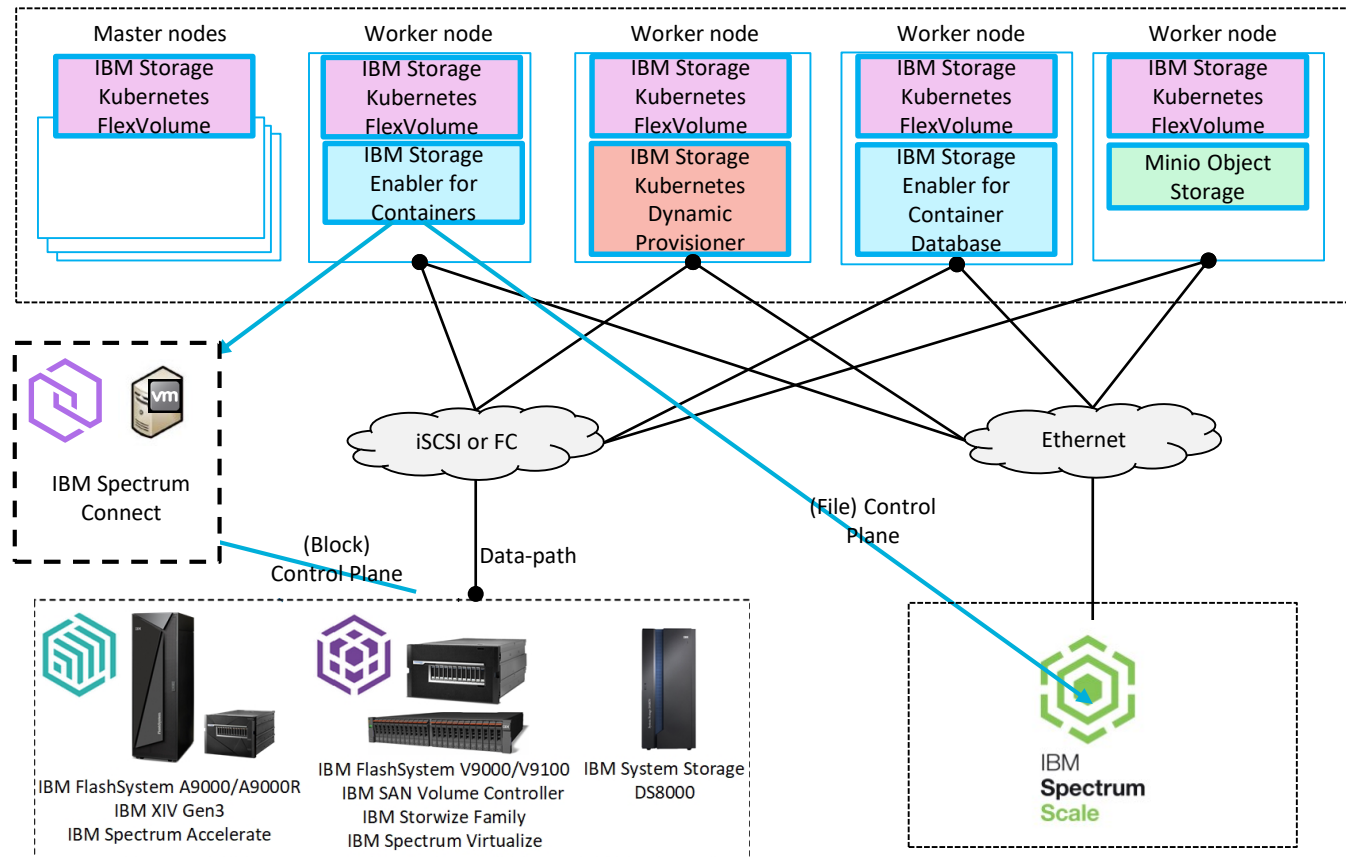 Master nodes
IBM Storage
Kubernetes
FlexVolume
Worker node
IBM Storage
Kubernetes
FlexVolume
IBM Storage
Enabler for
Containers
Worker node
IBM Storage
Kubernetes
FlexVolume
IBM Storage
Kubernetes
Dynamic
Provisioner
Worker node
IBM Storage
Kubernetes
FlexVolume
IBM Storage
Enabler for
Container
Database
Worker node
IBM Storage
Kubernetes
FlexVolume
Minio Object
Storage
vm
IBM Spectrum
Connect
iSCSI or FC
Ethernet
(Block)
Control Plane
Data-path
(File) Control
Plane
IBM FlashSystem A9000/A9000R
IBM XIV Gen3
IBM Spectrum Accelerate
IBM FlashSystem V9000/V9100
IBM SAN Volume Controller
IBM Storwize Family
IBM Spectrum Virtualize
IBM System Storage
DS8000
IBM
Spectrum
Scale